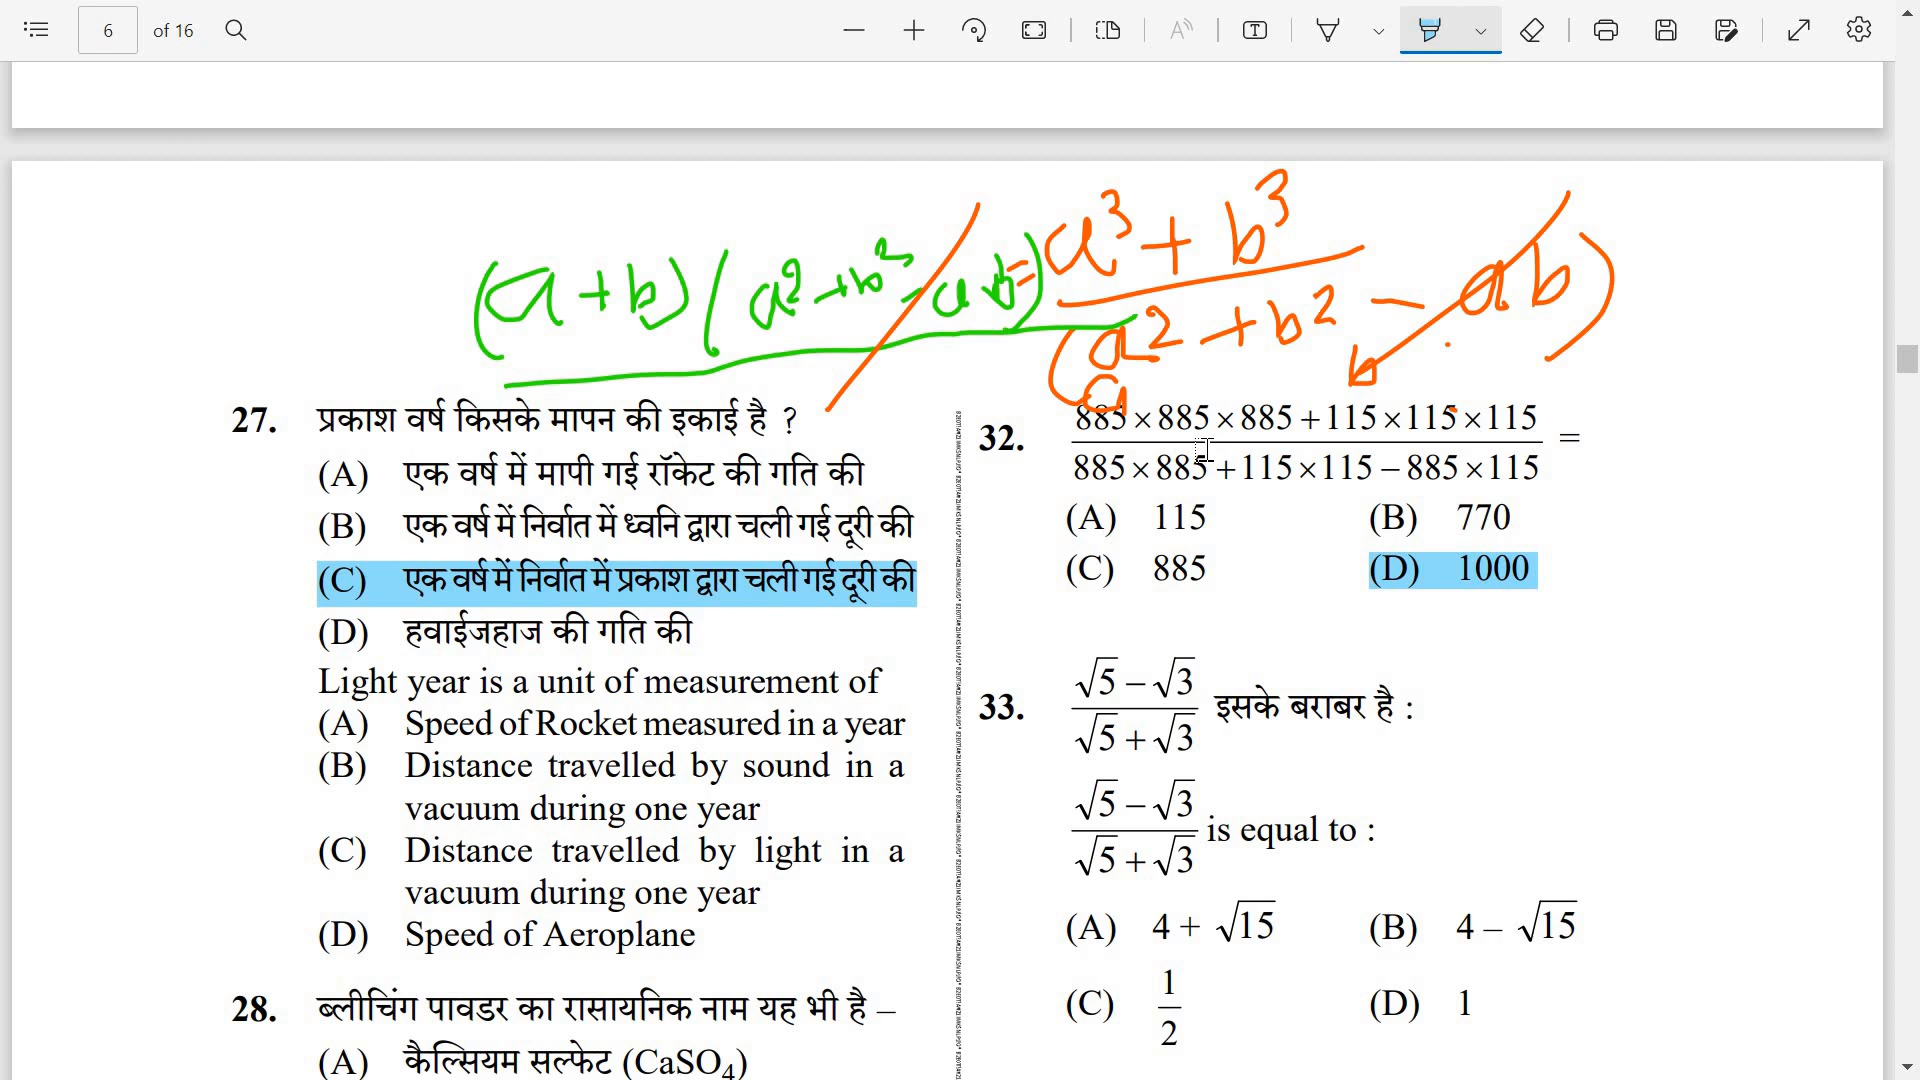 6 of 16
a³ + b³
(a+b)(a²+b²-ab) =
(a² + b² - ab)
27. प्रकाश वर्ष किसके मापन की इकाई है ?
(A) एक वर्ष में मापी गई रॉकेट की गति की
(B) एक वर्ष में निर्वात में ध्वनि द्वारा चली गई दूरी की
(C) एक वर्ष में निर्वात में प्रकाश द्वारा चली गई दूरी की
(D) हवाईजहाज की गति की
Light year is a unit of measurement of
(A) Speed of Rocket measured in a year
(B) Distance travelled by sound in a
vacuum during one year
(C) Distance travelled by light in a
vacuum during one year
(D) Speed of Aeroplane
28. ब्लीचिंग पावडर का रासायनिक नाम यह भी है –
(A) कैल्सियम सल्फेट (CaSO₄)
32. 885×885×885+115×115×115
885×885+115×115–885×115 =
(A) 115 (B) 770
(C) 885 (D) 1000
33. √5 – √3
√5 + √3 इसके बराबर है :
√5 – √3
√5 + √3 is equal to :
(A) 4 + √15 (B) 4 – √15
(C) 1/2 (D) 1